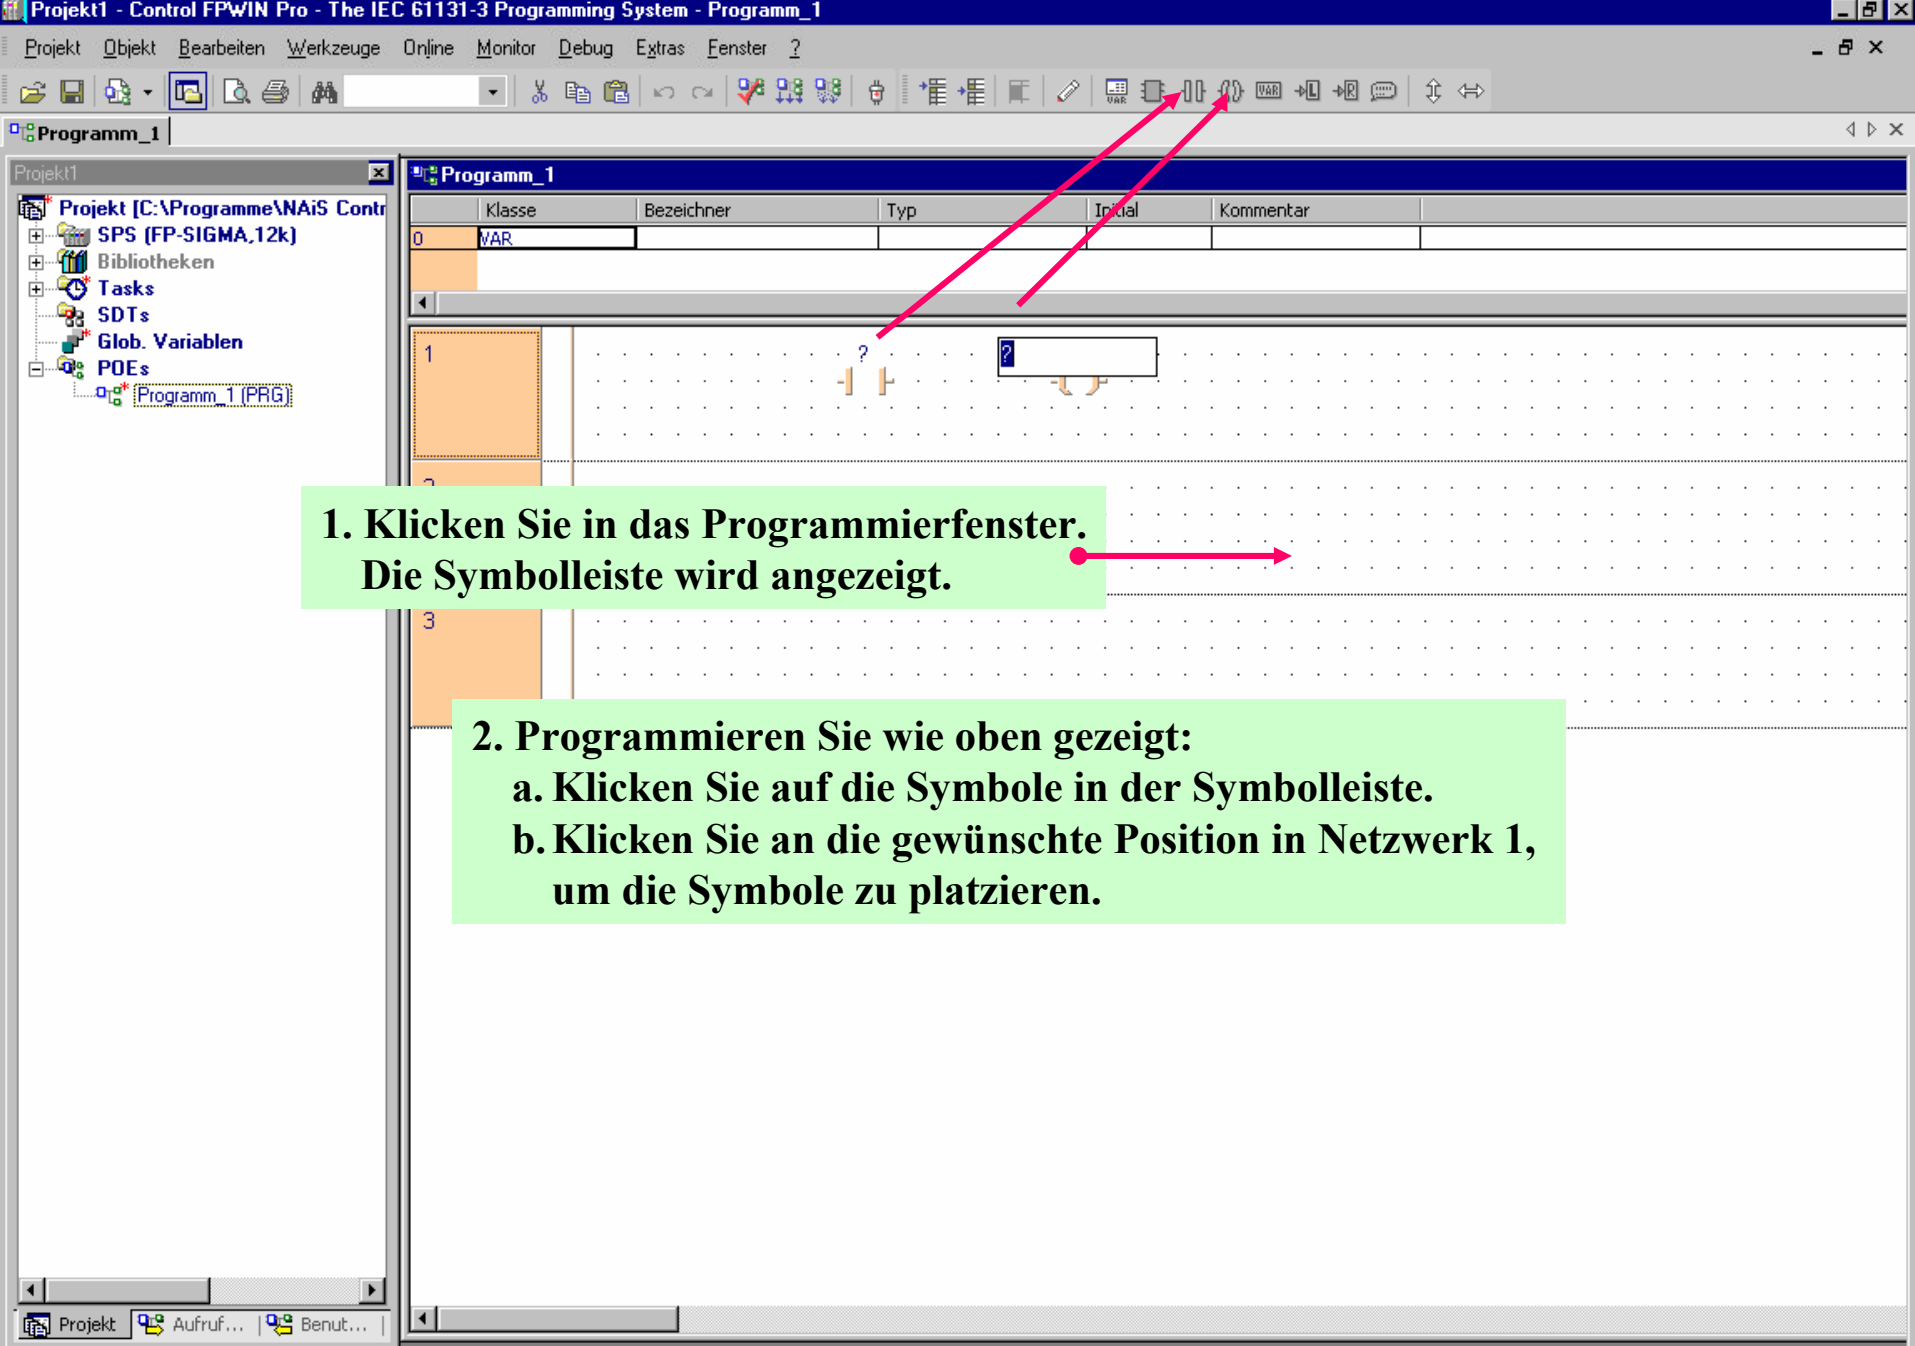 Projekt1 - Control FPWIN Pro - The IEC 61131-3 Programming System - Programm_1
Projekt Objekt Bearbeiten Werkzeuge Online Monitor Debug Extras Fenster ?
VAR VAR L R
Programm_1
Projekt1
Projekt [C:\Programme\NAiS Contr
SPS (FP-SIGMA,12k)
Bibliotheken
Tasks
SDTs
Glob. Variablen
POEs
Programm_1 (PRG)
Programm_1
Klasse Bezeichner Typ Initial Kommentar
0 VAR
1 ? ?
2
1. Klicken Sie in das Programmierfenster.
Die Symbolleiste wird angezeigt.
3
2. Programmieren Sie wie oben gezeigt:
a. Klicken Sie auf die Symbole in der Symbolleiste.
b. Klicken Sie an die gewünschte Position in Netzwerk 1,
um die Symbole zu platzieren.
Projekt Aufruf... Benut...